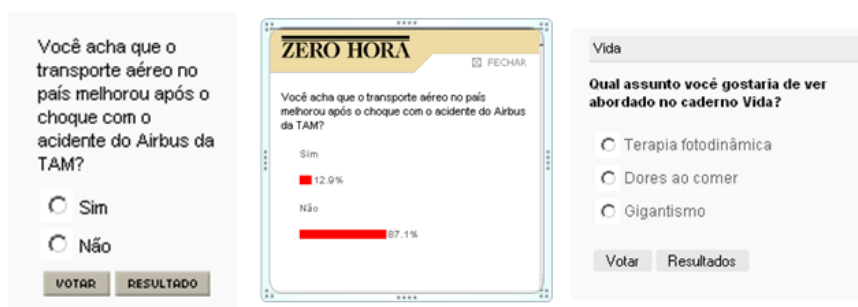 Você acha que o
transporte aéreo no
país melhorou após o
choque com o
acidente do Airbus da
TAM?
Sim
Não
VOTAR RESULTADO
ZERO HORA
FECHAR
Você acha que o transporte aéreo no país
melhorou após o choque com o acidente do Airbus
da TAM?
Sim
12.9%
Não
87.1%
Vida
Qual assunto você gostaria de ver
abordado no caderno Vida?
Terapia fotodinâmica
Dores ao comer
Gigantismo
Votar Resultados